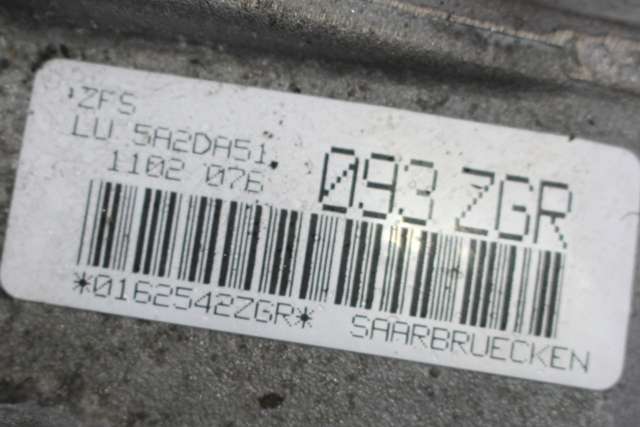 ZFS
LU 5A2DA51
1102 076
093 ZGR
*0162542ZGR* SAARBRUECKEN